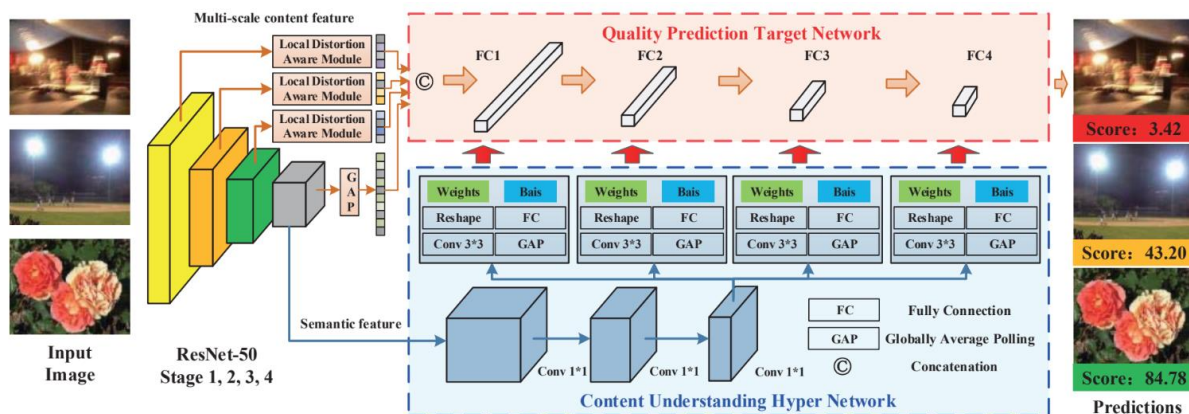 Multi-scale content feature
Local Distortion
Aware Module
Local Distortion
Aware Module
Local Distortion
Aware Module
G
A
P
Input
Image
ResNet-50
Stage 1, 2, 3, 4
Semantic feature
Quality Prediction Target Network
©
FC1
FC2
FC3
FC4
Weights Bais
Reshape FC
Conv 3*3 GAP
Weights Bais
Reshape FC
Conv 3*3 GAP
Weights Bais
Reshape FC
Conv 3*3 GAP
Weights Bais
Reshape FC
Conv 3*3 GAP
Conv 1*1
Conv 1*1
Conv 1*1
FC Fully Connection
GAP Globally Average Polling
© Concatenation
Content Understanding Hyper Network
Score: 3.42
Score: 43.20
Score: 84.78
Predictions